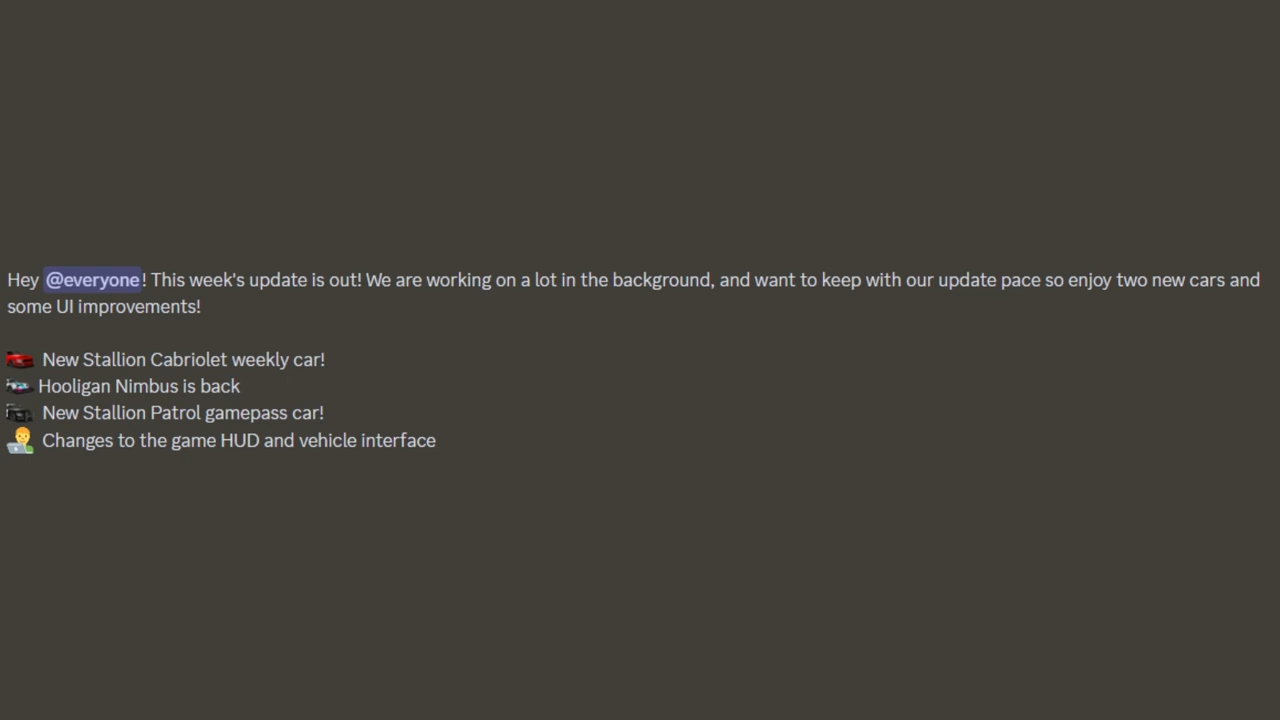 Hey @everyone! This week's update is out! We are working on a lot in the background, and want to keep with our update pace so enjoy two new cars and
some UI improvements!
New Stallion Cabriolet weekly car!
Hooligan Nimbus is back
New Stallion Patrol gamepass car!
Changes to the game HUD and vehicle interface